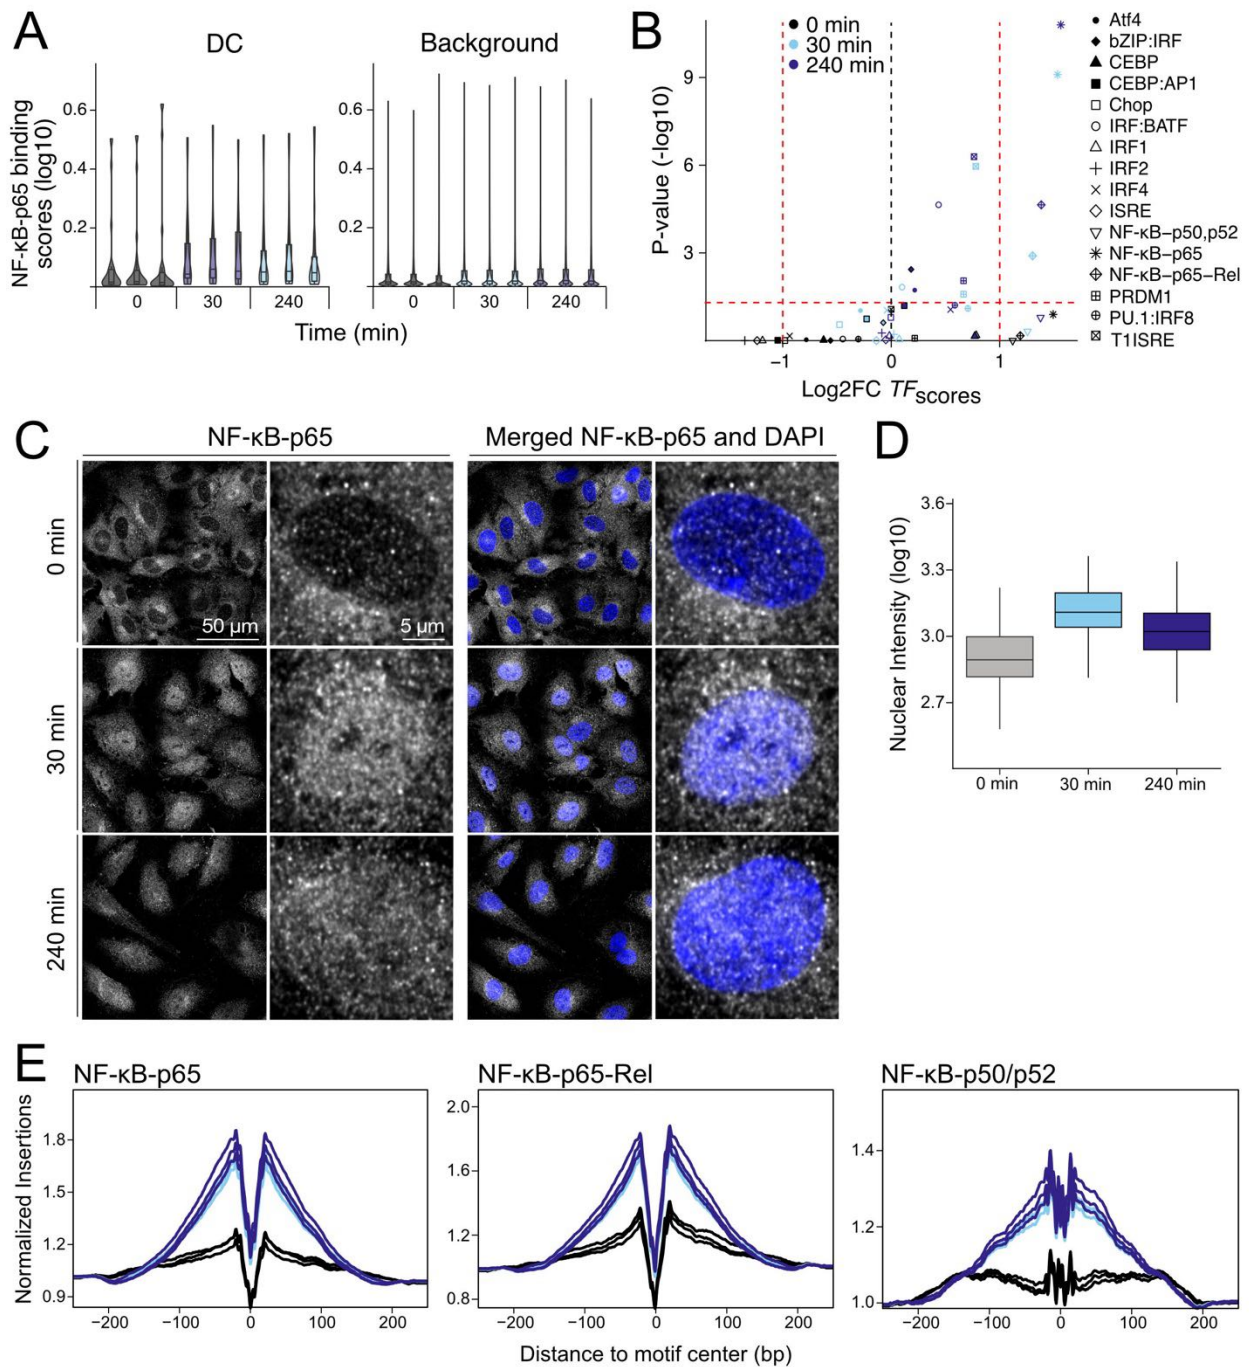 A
DC
Background
NF-κB-p65 binding
scores (log10)
0.6
0.4
0.2
0.6
0.4
0.2
0
30
240
0
30
240
Time (min)
B
0 min
30 min
240 min
P-value (-log10)
9
6
3
−1
0
1
Log2FC TFscores
Atf4
bZIP:IRF
CEBP
CEBP:AP1
Chop
IRF:BATF
IRF1
IRF2
IRF4
ISRE
NF-κB–p50,p52
NF-κB–p65
NF-κB–p65–Rel
PRDM1
PU.1:IRF8
T1ISRE
C
NF-κB-p65
Merged NF-κB-p65 and DAPI
0 min
50 µm
5 µm
30 min
240 min
D
Nuclear Intensity (log10)
3.6
3.3
3.0
2.7
0 min
30 min
240 min
E
NF-κB-p65
NF-κB-p65-Rel
NF-κB-p50/p52
Normalized Insertions
1.8
1.5
1.2
0.9
2.0
1.6
1.2
0.8
1.4
1.2
1.0
−200
−100
0
100
200
−200
−100
0
100
200
−200
−100
0
100
200
Distance to motif center (bp)